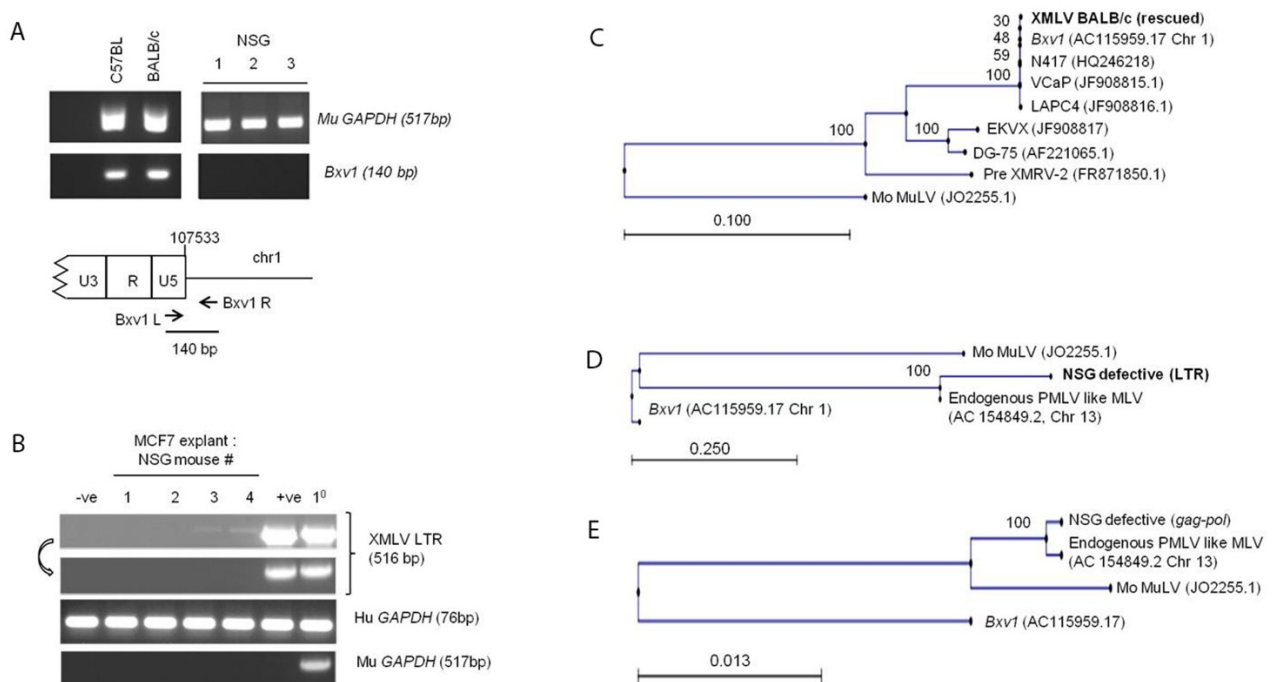 A
C57BL
BALB/c
NSG
1 2 3
Mu GAPDH (517bp)
Bxv1 (140 bp)
107533
chr1
U3 R U5
Bxv1 R
Bxv1 L
140 bp
B
MCF7 explant :
NSG mouse #
-ve 1 2 3 4 +ve 1⁰
XMLV LTR
(516 bp)
Hu GAPDH (76bp)
Mu GAPDH (517bp)
C
30
XMLV BALB/c (rescued)
48
Bxv1 (AC115959.17 Chr 1)
59
N417 (HQ246218)
100
VCaP (JF908815.1)
LAPC4 (JF908816.1)
100
100
EKVX (JF908817)
DG-75 (AF221065.1)
Pre XMRV-2 (FR871850.1)
Mo MuLV (JO2255.1)
0.100
D
Mo MuLV (JO2255.1)
100
NSG defective (LTR)
Endogenous PMLV like MLV
(AC 154849.2, Chr 13)
Bxv1 (AC115959.17 Chr 1)
0.250
E
100
NSG defective (gag-pol)
Endogenous PMLV like MLV
(AC 154849.2 Chr 13)
Mo MuLV (JO2255.1)
Bxv1 (AC115959.17)
0.013